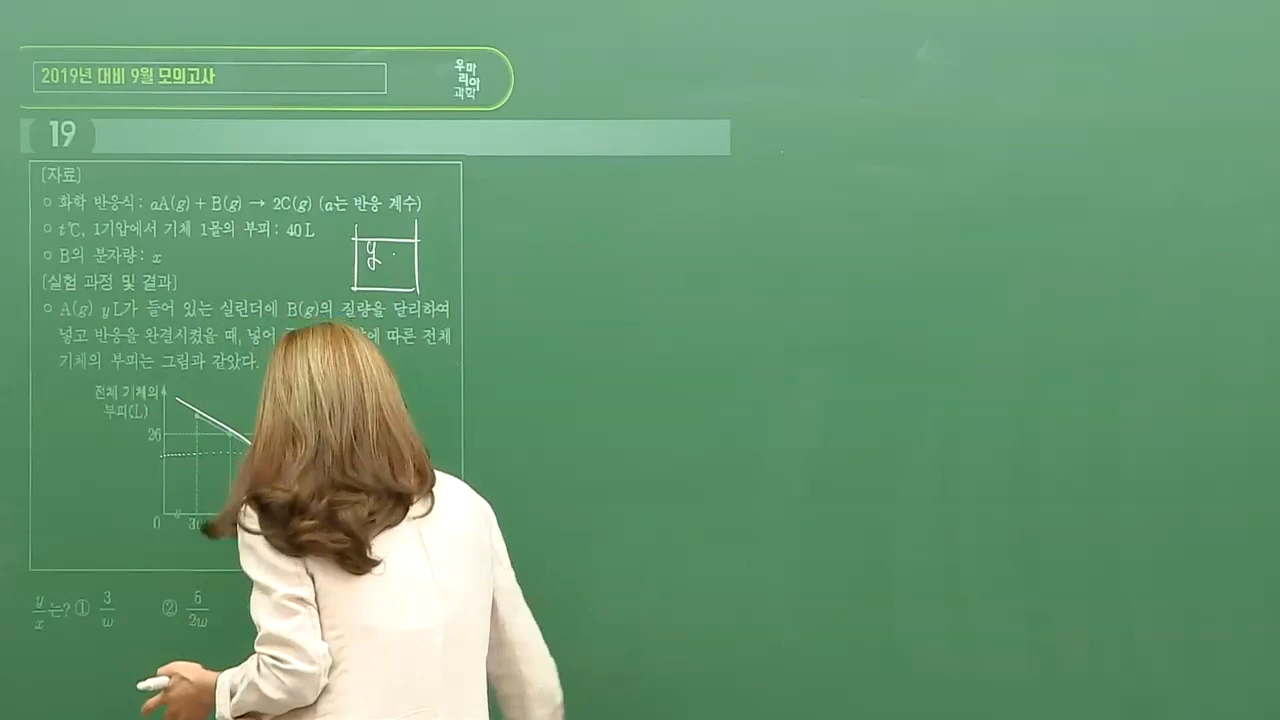 2019년 대비 9월 모의고사
우마
리아
과학
19
[자료]
화학 반응식 : aA(g) + B(g) → 2C(g) (a는 반응 계수)
t℃, 1기압에서 기체 1몰의 부피 : 40 L
B의 분자량 : x
y
[실험 과정 및 결과]
A(g) y L가 들어 있는 실린더에 B(g)의 질량을 달리하여
넣고 반응을 완결시켰을 때, 넣어 따른 전체
기체의 부피는 그림과 같았다.
전체 기체의
부피(L)
26
0
y/x 는? ① 3/w ② 5/2w